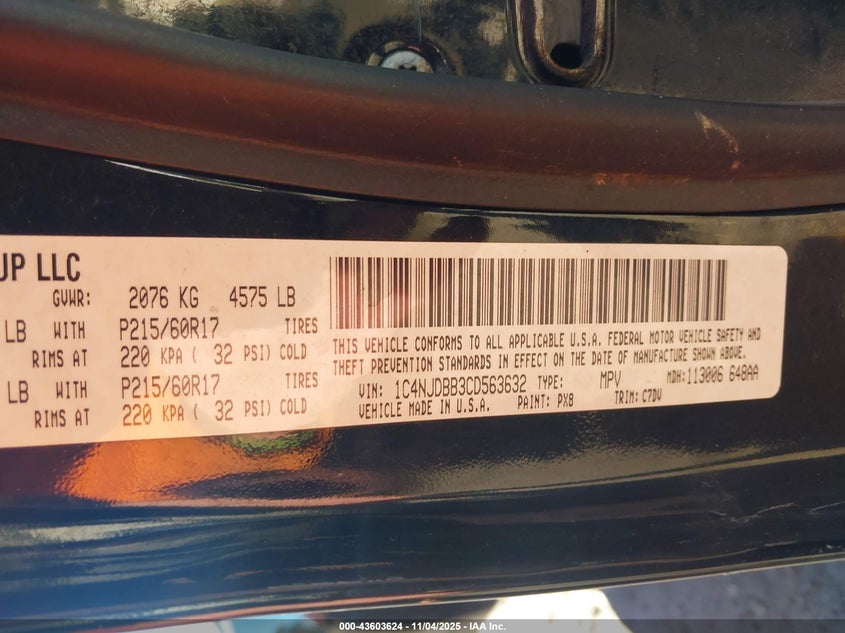 UP LLC
GVWR: 2076 KG 4575 LB
LB WITH P215/60R17 TIRES
RIMS AT 220 KPA ( 32 PSI) COLD
LB WITH P215/60R17 TIRES
RIMS AT 220 KPA ( 32 PSI) COLD
THIS VEHICLE CONFORMS TO ALL APPLICABLE U.S.A. FEDERAL MOTOR VEHICLE SAFETY AND
THEFT PREVENTION STANDARDS IN EFFECT ON THE DATE OF MANUFACTURE SHOWN ABOVE.
VIN: 1C4NJDBB3CD563632 TYPE: MPV MDH: 113006 648AA
VEHICLE MADE IN U.S.A. PAINT: PX8 TRIM: C7DV
000-43603624 - 11/04/2025 - IAA Inc.